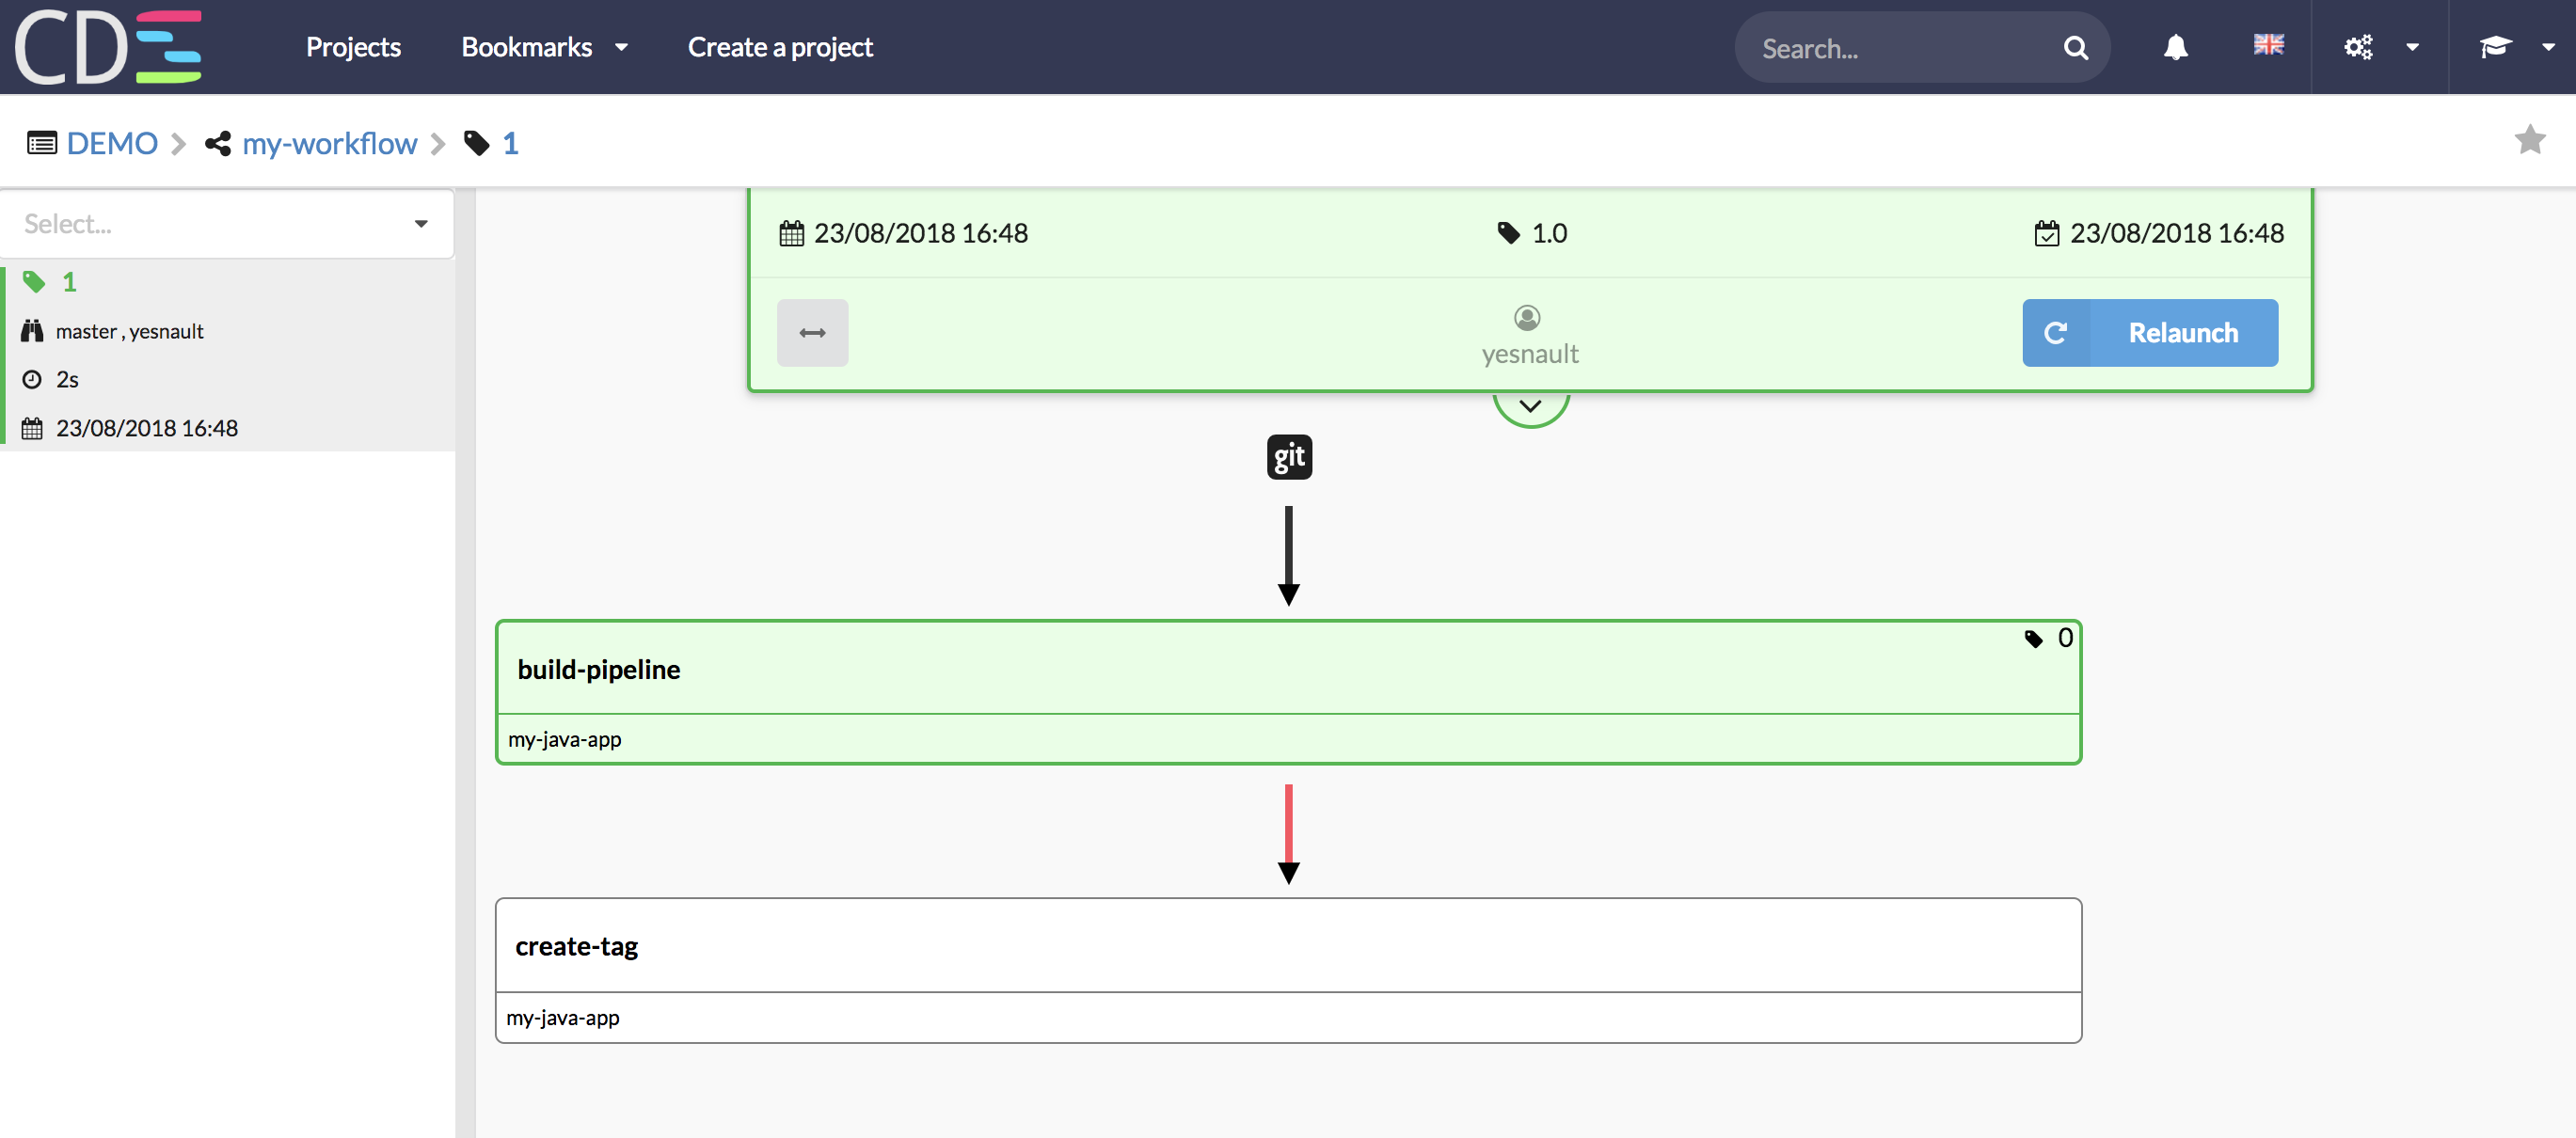 CDE Projects Bookmarks Create a project Search...
DEMO my-workflow 1
Select...
1
master , yesnault
2s
23/08/2018 16:48
23/08/2018 16:48 1.0 23/08/2018 16:48
yesnault Relaunch
git
0
build-pipeline
my-java-app
create-tag
my-java-app